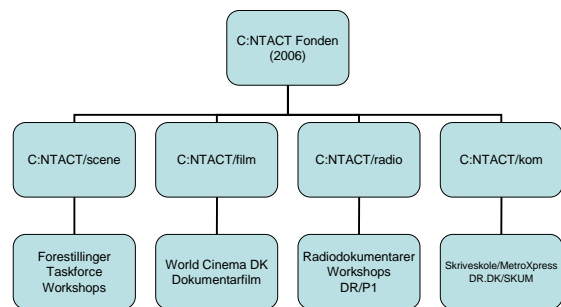 C:NTACT Fonden
(2006)
C:NTACT/scene
C:NTACT/film
C:NTACT/radio
C:NTACT/kom
Forestillinger
Taskforce
Workshops
World Cinema DK
Dokumentarfilm
Radiodokumentarer
Workshops
DR/P1
Skriveskole/MetroXpress
DR.DK/SKUM